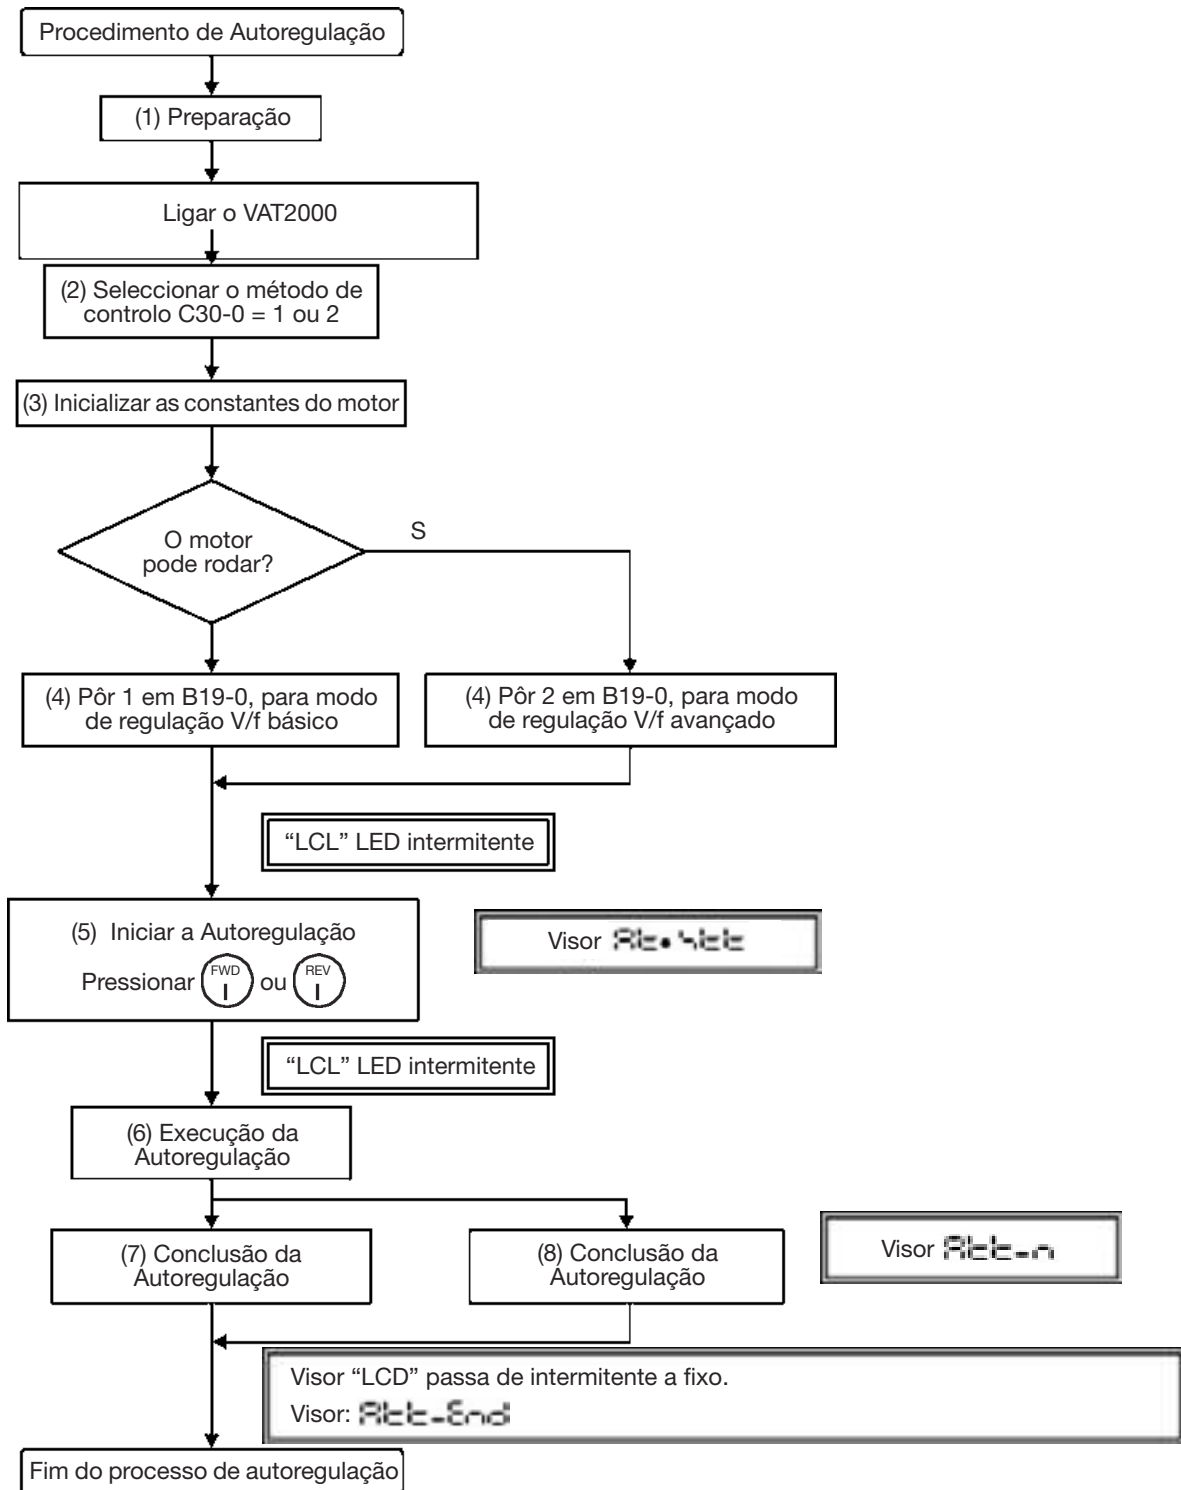 Procedimento de Autoregulação
(1) Preparação
Ligar o VAT2000
(2) Seleccionar o método de
controlo C30-0 = 1 ou 2
(3) Inicializar as constantes do motor
O motor
pode rodar?
S
(4) Pôr 1 em B19-0, para modo
de regulação V/f básico
(4) Pôr 2 em B19-0, para modo
de regulação V/f avançado
“LCL” LED intermitente
(5) Iniciar a Autoregulação
Pressionar FWD I ou REV I
Visor
“LCL” LED intermitente
(6) Execução da
Autoregulação
(7) Conclusão da
Autoregulação
(8) Conclusão da
Autoregulação
Visor Att-n
Visor “LCD” passa de intermitente a fixo.
Visor: Att-End
Fim do processo de autoregulação